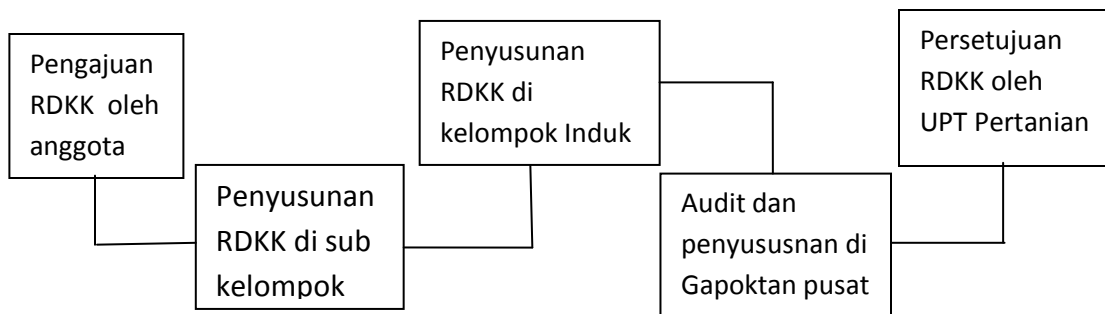 Pengajuan
RDKK oleh
anggota
Penyusunan
RDKK di sub
kelompok
Penyusunan
RDKK di
kelompok Induk
Audit dan
penyususnan di
Gapoktan pusat
Persetujuan
RDKK oleh
UPT Pertanian